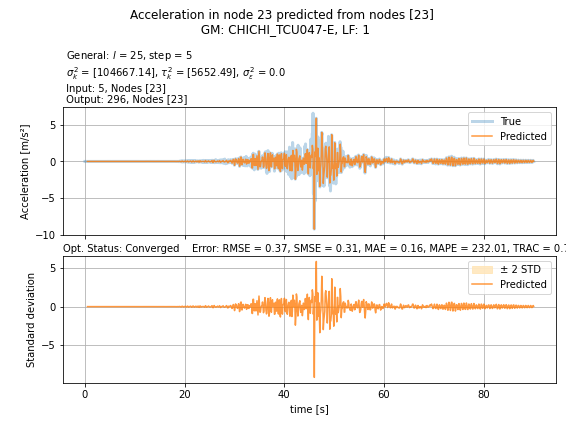 Acceleration in node 23 predicted from nodes [23]
GM: CHICHI_TCU047-E, LF: 1
General: l = 25, step = 5
σ²ₖ = [104667.14], τ²ₖ = [5652.49], σ²_ε = 0.0
Input: 5, Nodes [23]
Output: 296, Nodes [23]
True
Predicted
Acceleration [m/s²]
5
0
−5
−10
Opt. Status: Converged Error: RMSE = 0.37, SMSE = 0.31, MAE = 0.16, MAPE = 232.01, TRAC = 0.7
± 2 STD
Predicted
Standard deviation
5
0
−5
0 20 40 60 80
time [s]